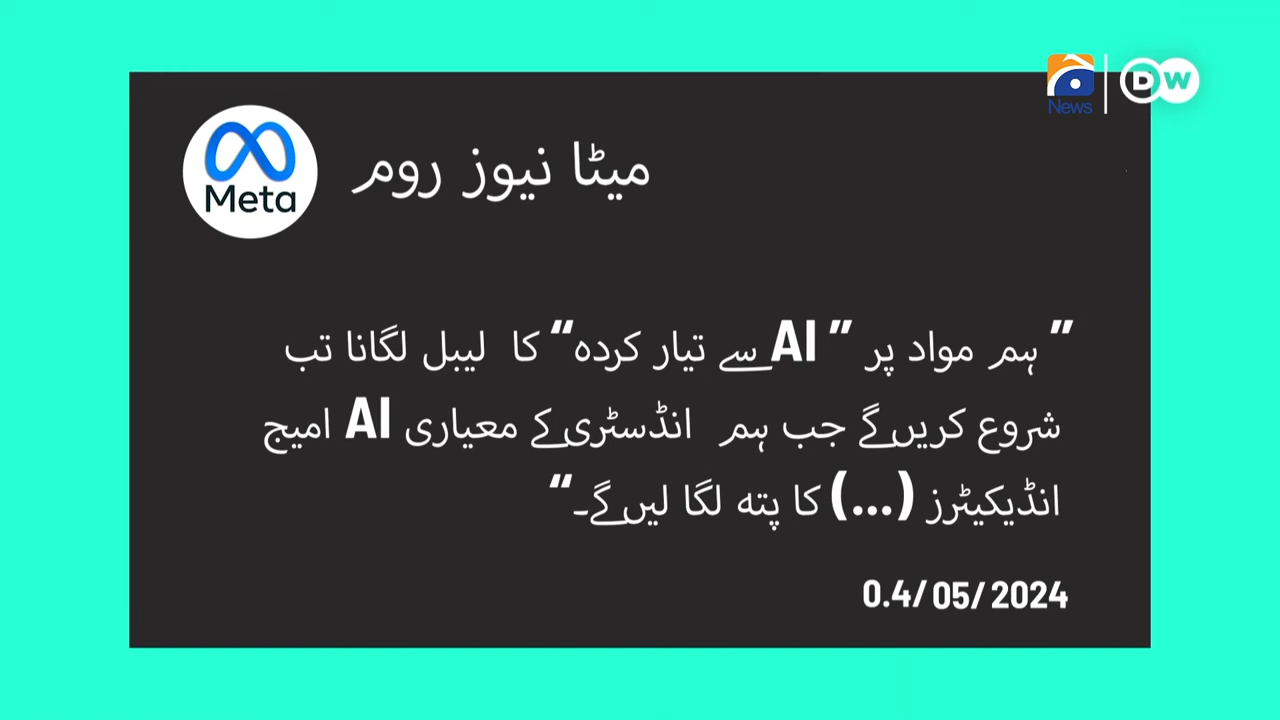 News
DW
Meta
میٹا نیوز روم
” ہم مواد پر ” AI سے تیار کردہ“ کا لیبل لگانا تب
شروع کریں گے جب ہم انڈسٹری کے معیاری AI امیج
انڈیکیٹرز (...) کا پتہ لگا لیں گے۔“
0.4/05/2024